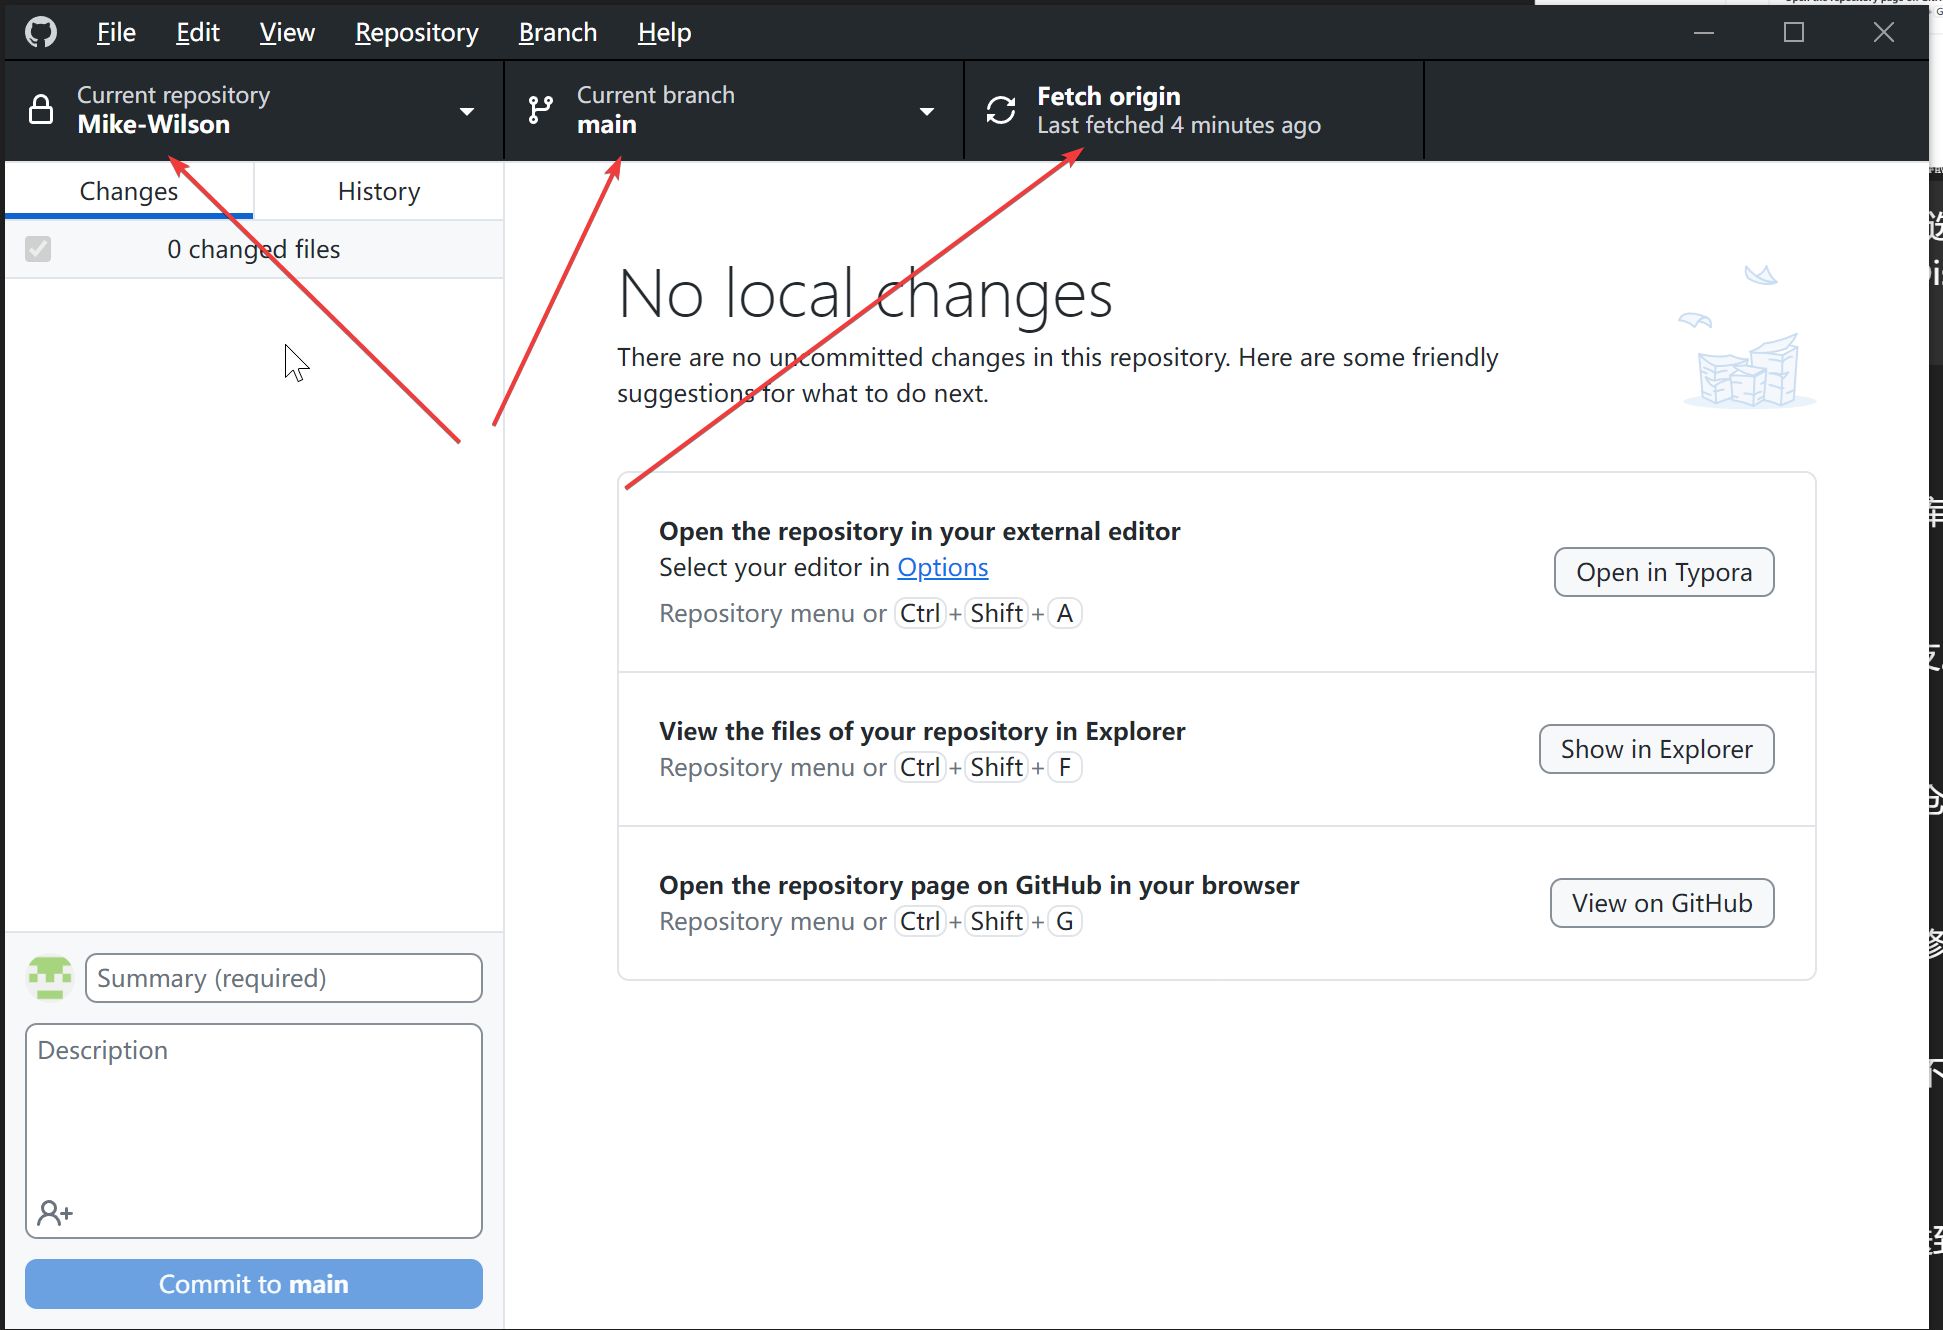 File Edit View Repository Branch Help
Current repository
Mike-Wilson
Current branch
main
Fetch origin
Last fetched 4 minutes ago
Changes
History
0 changed files
No local changes
There are no uncommitted changes in this repository. Here are some friendly
suggestions for what to do next.
Open the repository in your external editor
Select your editor in Options
Repository menu or Ctrl + Shift + A
Open in Typora
View the files of your repository in Explorer
Repository menu or Ctrl + Shift + F
Show in Explorer
Open the repository page on GitHub in your browser
Repository menu or Ctrl + Shift + G
View on GitHub
Summary (required)
Description
Commit to main